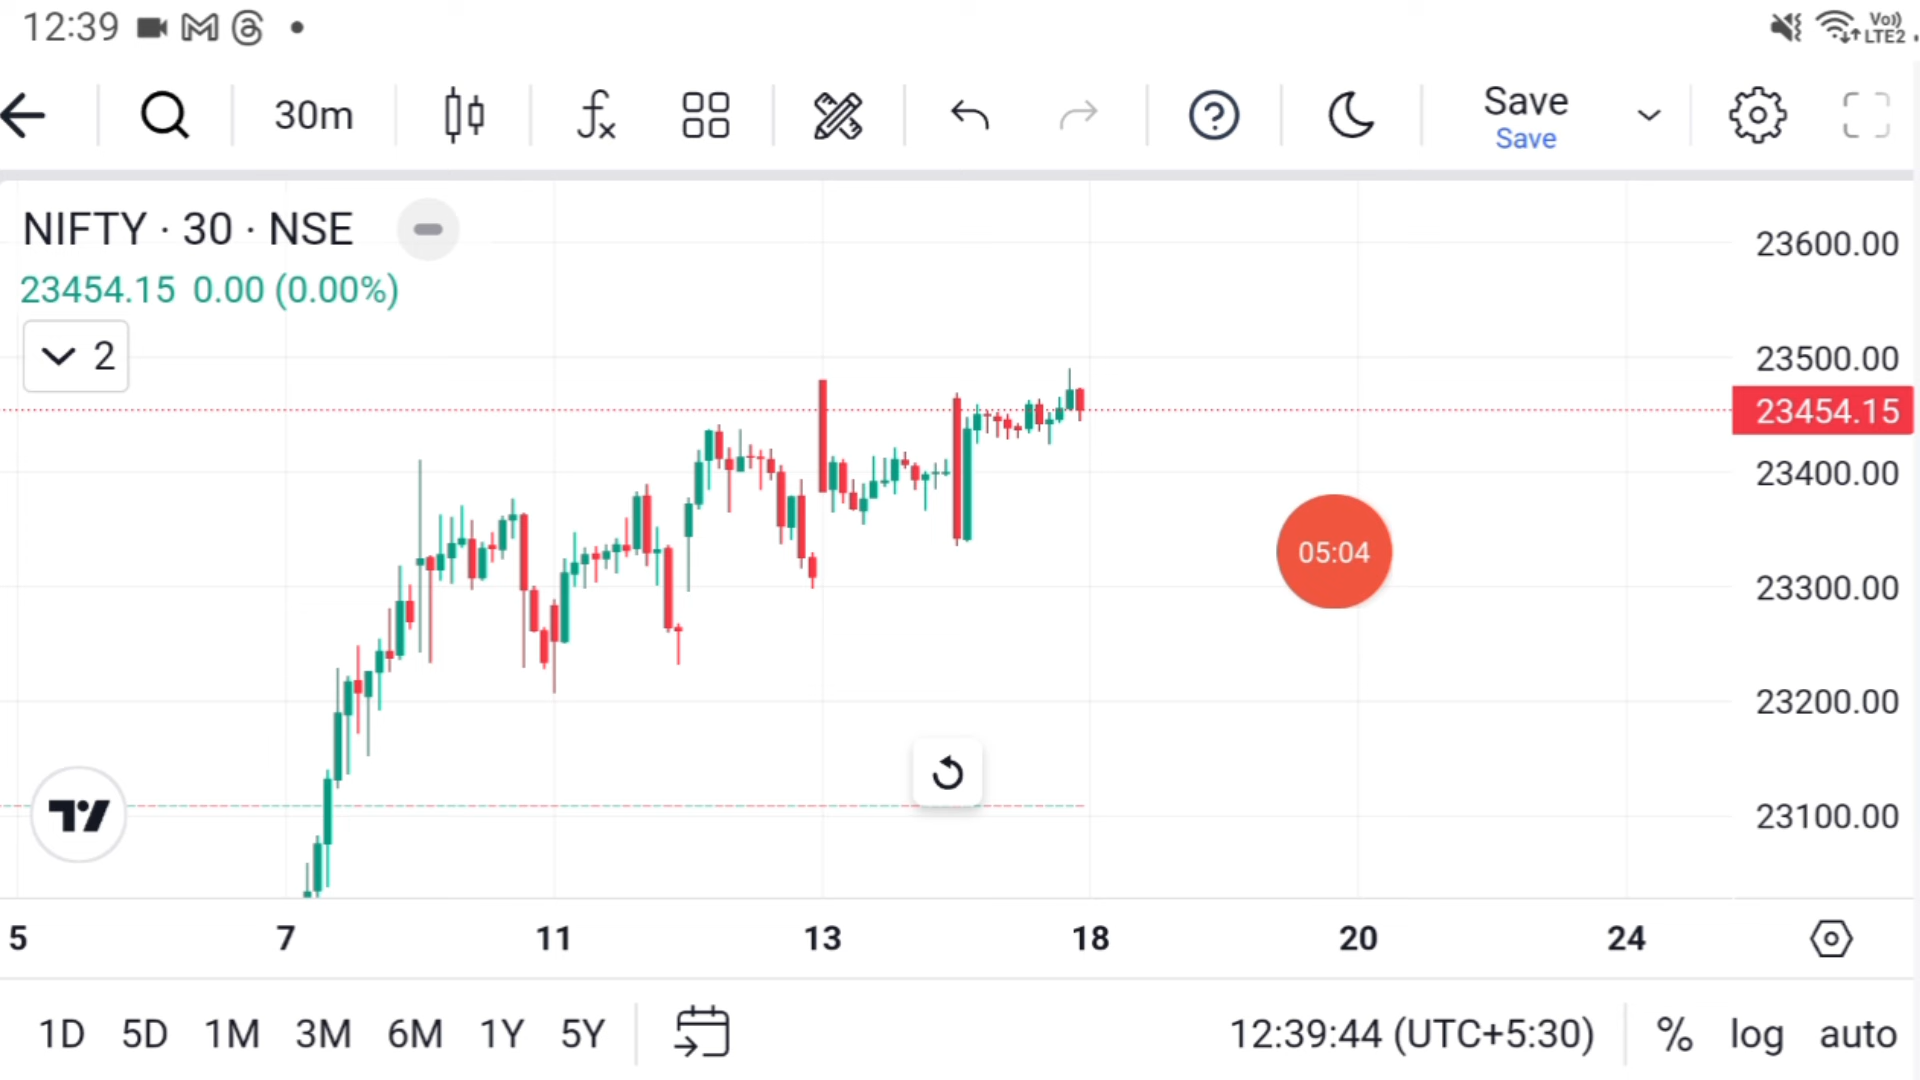 12:39
Vo))
LTE2
30m
Save
Save
NIFTY · 30 · NSE
23454.15 0.00 (0.00%)
2
23600.00
23500.00
23454.15
23400.00
23300.00
23200.00
23100.00
05:04
5 7 11 13 18 20 24
1D 5D 1M 3M 6M 1Y 5Y 12:39:44 (UTC+5:30) % log auto